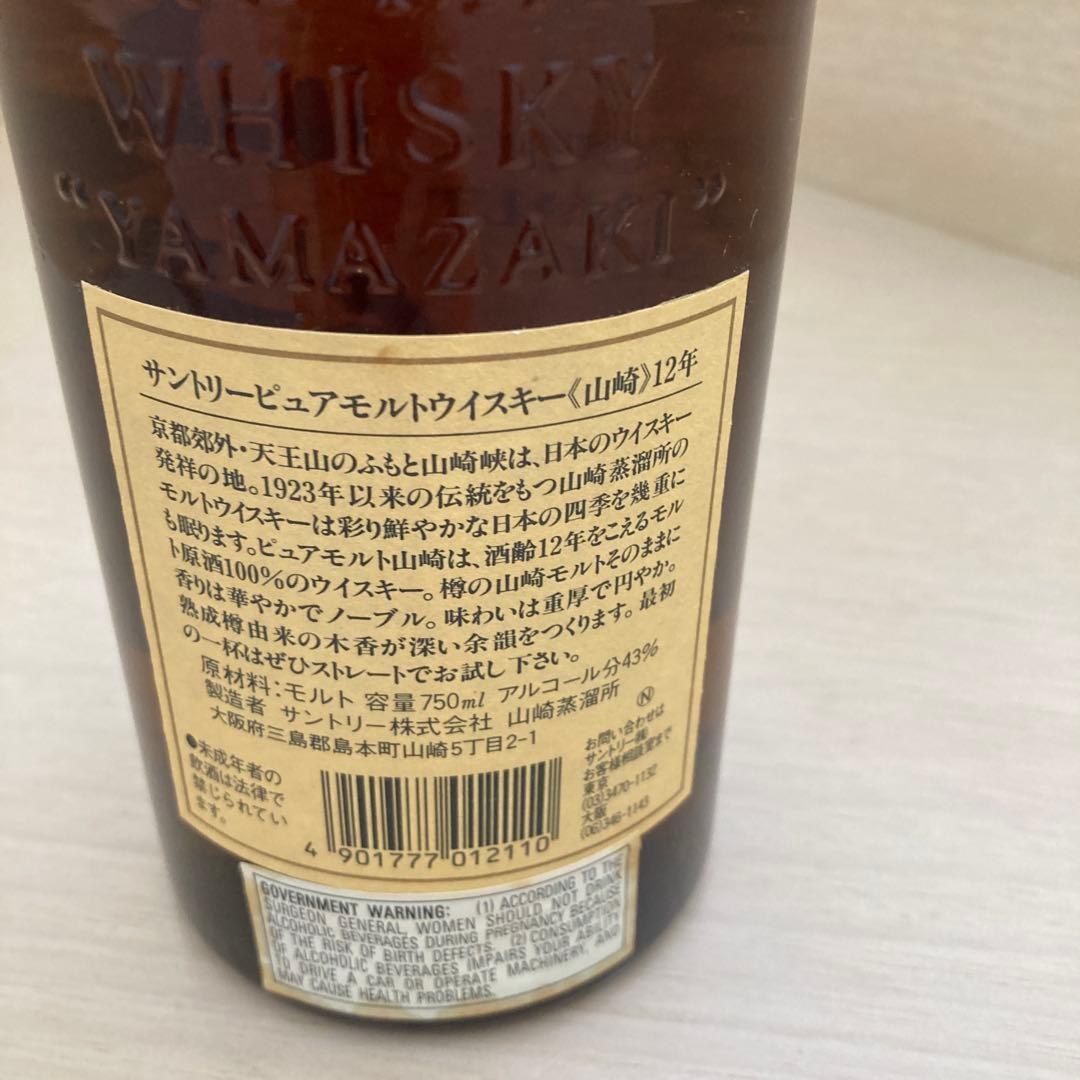 WHISKY
"YAMAZAKI"
サントリーピュアモルトウイスキー《山崎》12年
京都郊外・天王山のふもと山崎峡は、日本のウイスキー
発祥の地。1923年以来の伝統をもつ山崎蒸溜所の
モルトウイスキーは彩り鮮やかな日本の四季を幾重に
も眠ります。ピュアモルト山崎は、酒齢12年をこえるモル
ト原酒100%のウイスキー。樽の山崎モルトそのままに
香りは華やかでノーブル。味わいは重厚で円やか。
熟成樽由来の木香が深い余韻をつくります。最初
の一杯はぜひストレートでお試し下さい。
原材料:モルト 容量750ml アルコール分43%
製造者 サントリー株式会社 山崎蒸溜所 Ⓝ
大阪府三島郡島本町山崎5丁目2-1
●未成年者の
飲酒は法律で
禁じられてい
ます。
お問い合わせは
サントリー㈱
お客様相談室まで
東京
(03)3470-1132
大阪
(06)346-1143
4 901777 012110
GOVERNMENT WARNING: (1) ACCORDING TO THE
SURGEON GENERAL, WOMEN SHOULD NOT DRINK
ALCOHOLIC BEVERAGES DURING PREGNANCY BECAUSE
OF THE RISK OF BIRTH DEFECTS. (2) CONSUMPTION
OF ALCOHOLIC BEVERAGES IMPAIRS YOUR ABILITY
TO DRIVE A CAR OR OPERATE MACHINERY, AND
MAY CAUSE HEALTH PROBLEMS.